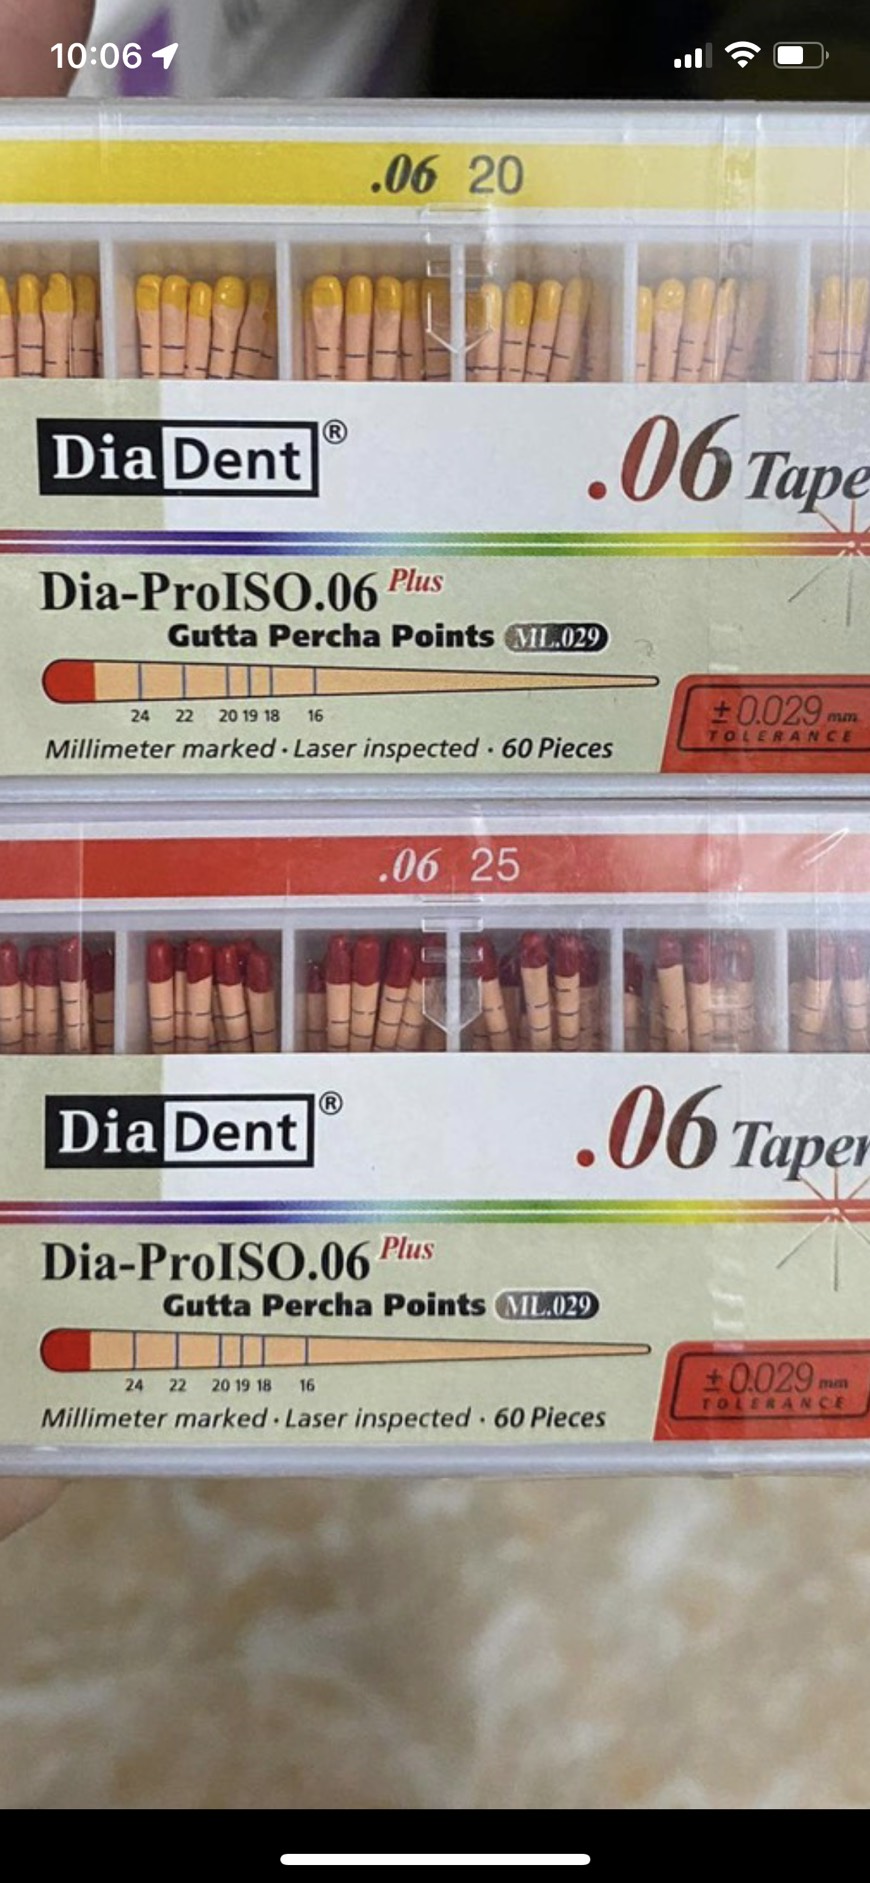 10:06
.06 20
DiaDent®
.06 Tape
Dia-ProISO.06 Plus
Gutta Percha Points ML.029
24 22 20 19 18 16
± 0.029 mm
TOLERANCE
Millimeter marked · Laser inspected · 60 Pieces
.06 25
DiaDent®
.06 Taper
Dia-ProISO.06 Plus
Gutta Percha Points ML.029
24 22 20 19 18 16
± 0.029 mm
TOLERANCE
Millimeter marked · Laser inspected · 60 Pieces